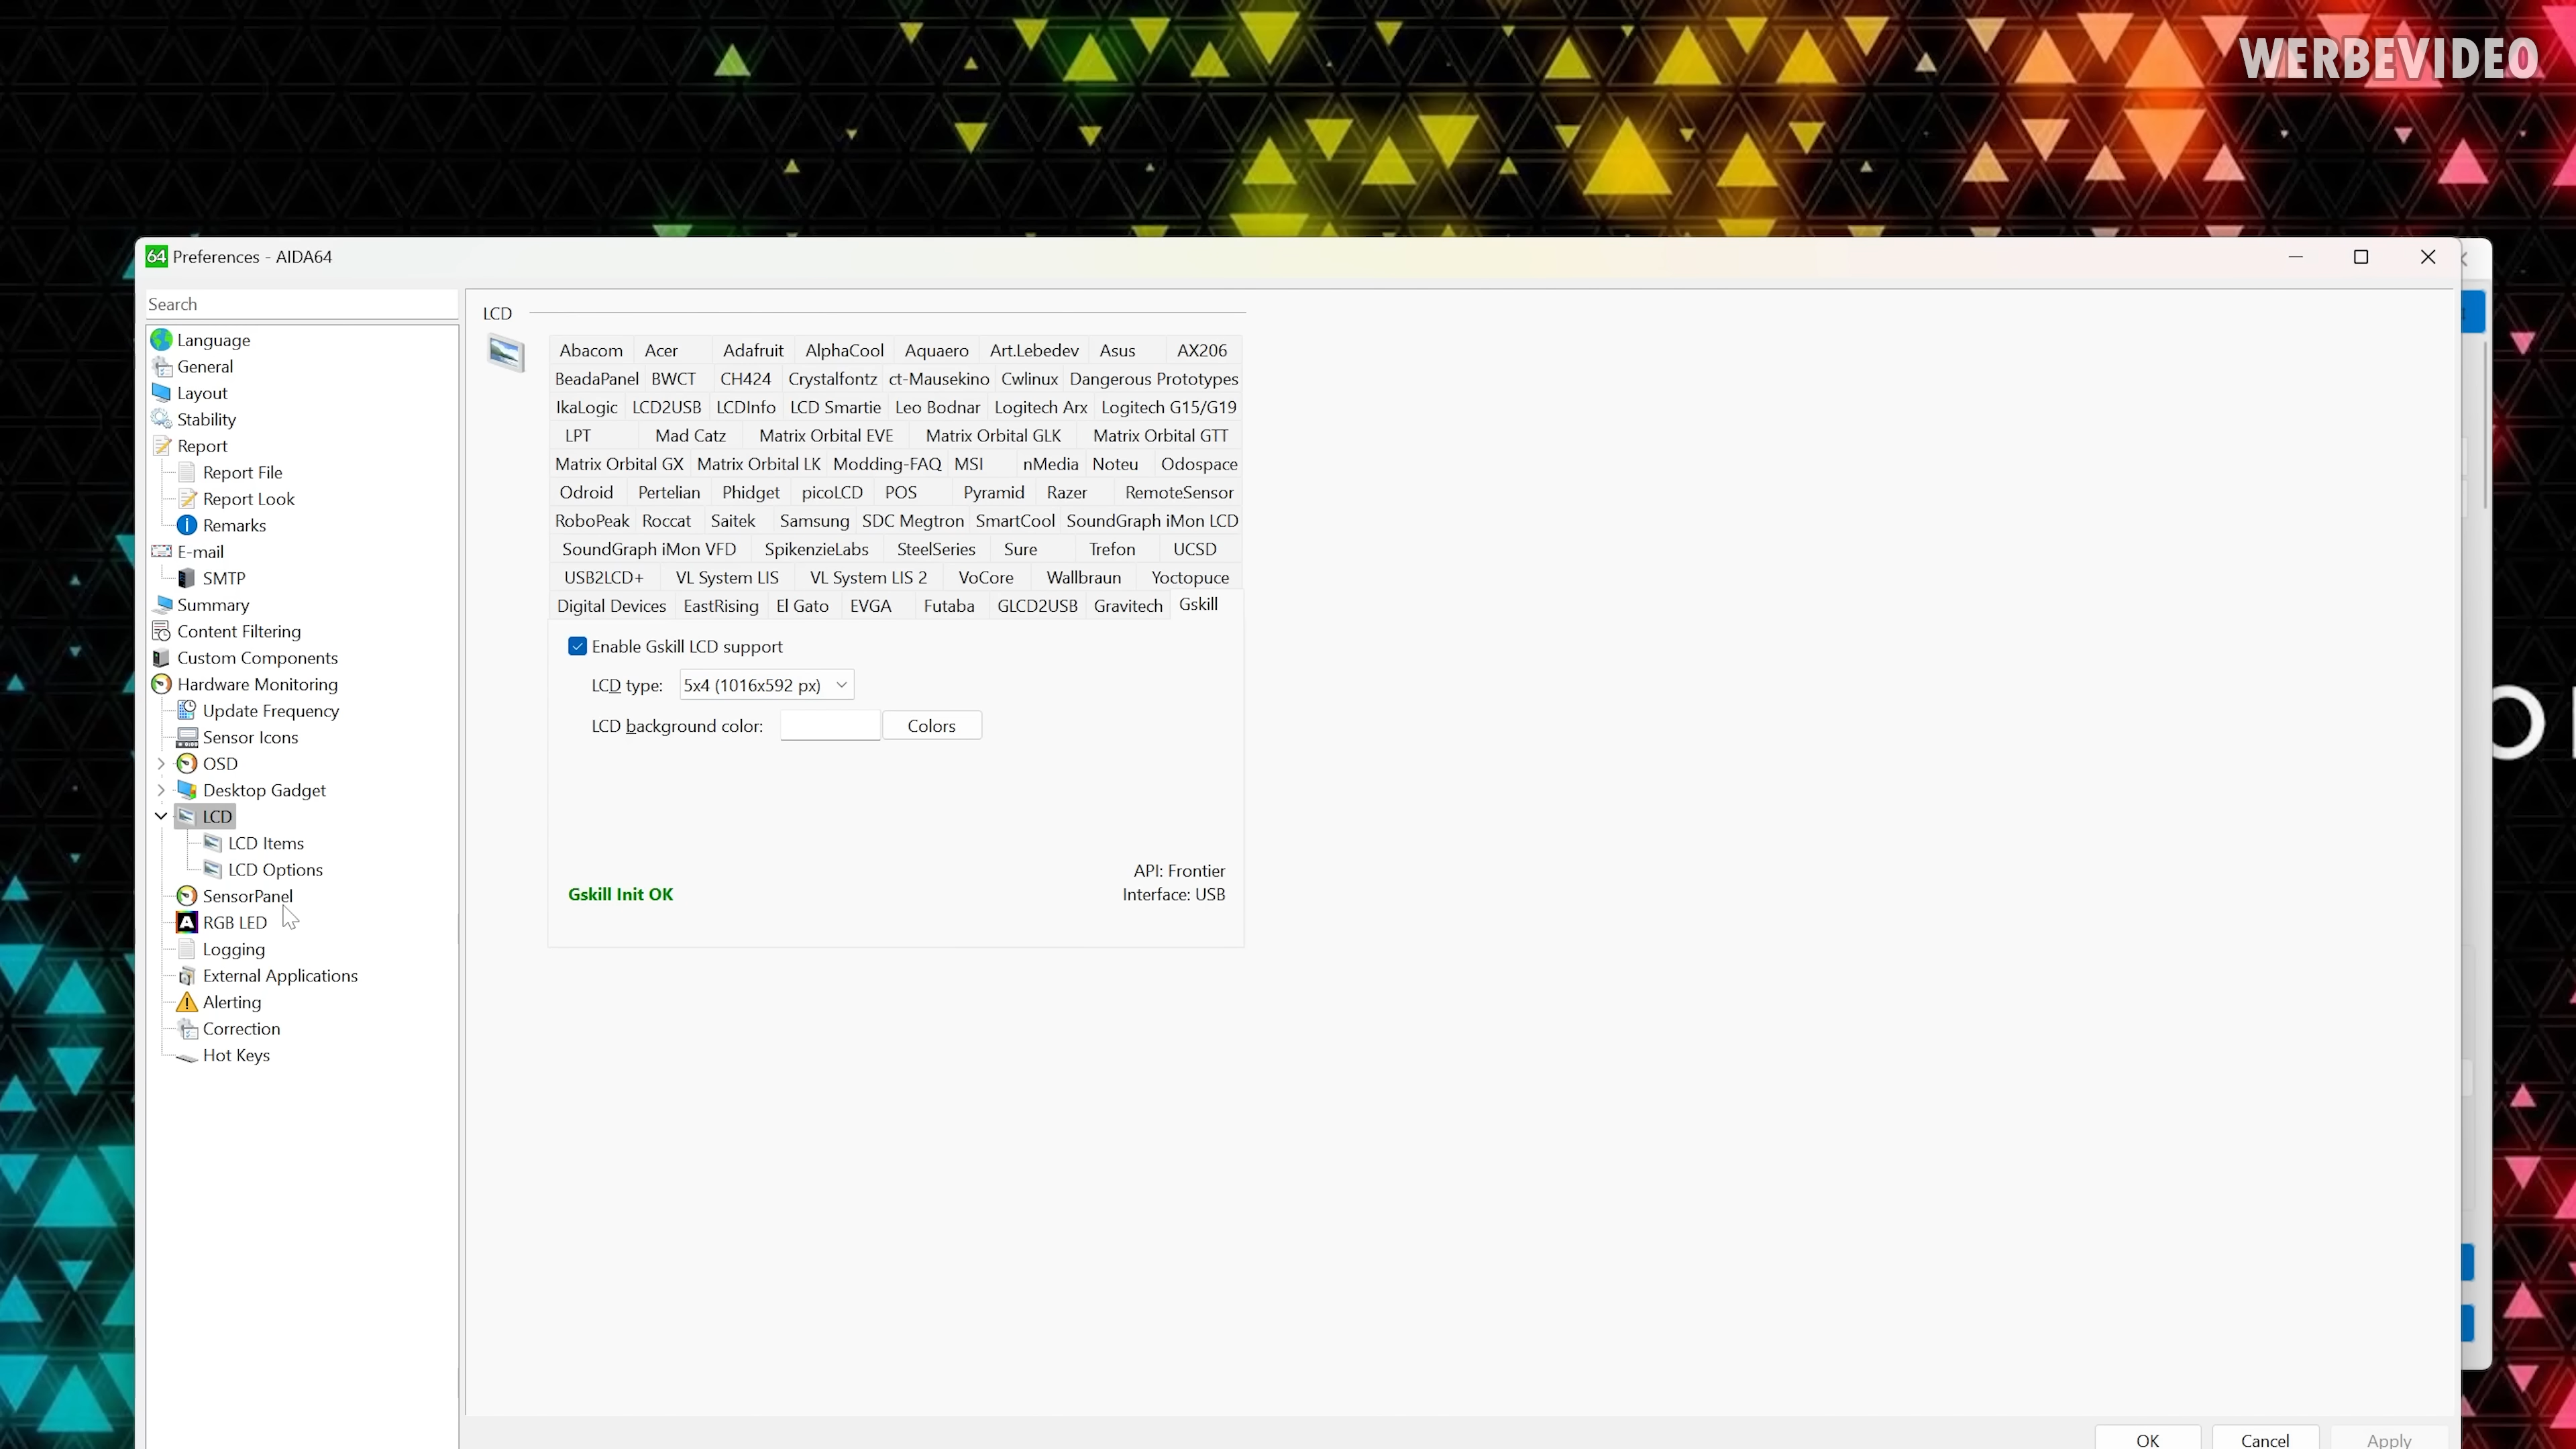 WERBEVIDEO
64 Preferences - AIDA64
Search
Language
General
Layout
Stability
Report
Report File
Report Look
Remarks
E-mail
SMTP
Summary
Content Filtering
Custom Components
Hardware Monitoring
Update Frequency
Sensor Icons
OSD
Desktop Gadget
LCD
LCD Items
LCD Options
SensorPanel
RGB LED
Logging
External Applications
Alerting
Correction
Hot Keys
LCD
Abacom Acer Adafruit AlphaCool Aquaero Art.Lebedev Asus AX206
BeadaPanel BWCT CH424 Crystalfontz ct-Mausekino Cwlinux Dangerous Prototypes
IkaLogic LCD2USB LCDInfo LCD Smartie Leo Bodnar Logitech Arx Logitech G15/G19
LPT Mad Catz Matrix Orbital EVE Matrix Orbital GLK Matrix Orbital GTT
Matrix Orbital GX Matrix Orbital LK Modding-FAQ MSI nMedia Noteu Odospace
Odroid Pertelian Phidget picoLCD POS Pyramid Razer RemoteSensor
RoboPeak Roccat Saitek Samsung SDC Megtron SmartCool SoundGraph iMon LCD
SoundGraph iMon VFD SpikenzieLabs SteelSeries Sure Trefon UCSD
USB2LCD+ VL System LIS VL System LIS 2 VoCore Wallbraun Yoctopuce
Digital Devices EastRising El Gato EVGA Futaba GLCD2USB Gravitech Gskill
Enable Gskill LCD support
LCD type: 5x4 (1016x592 px)
LCD background color: Colors
API: Frontier
Gskill Init OK Interface: USB
OK Cancel Apply